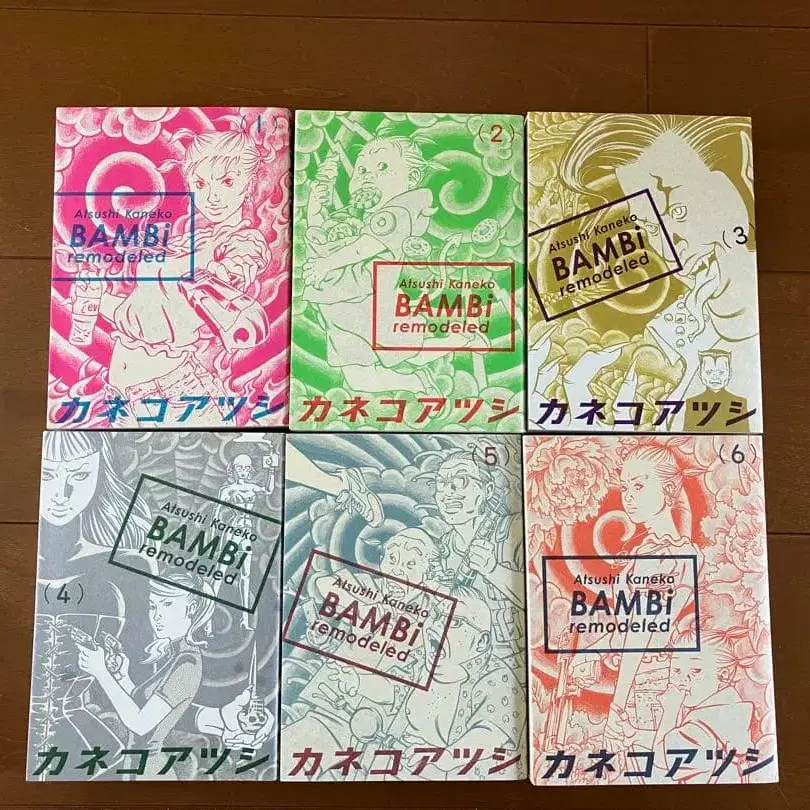 (1)
Atsushi Kaneko
BAMBi
remodeled
カネコアツシ
(2)
Atsushi Kaneko
BAMBi
remodeled
カネコアツシ
(3)
Atsushi Kaneko
BAMBi
remodeled
カネコアツシ
(4)
Atsushi Kaneko
BAMBi
remodeled
カネコアツシ
(5)
Atsushi Kaneko
BAMBi
remodeled
カネコアツシ
(6)
Atsushi Kaneko
BAMBi
remodeled
カネコアツシ